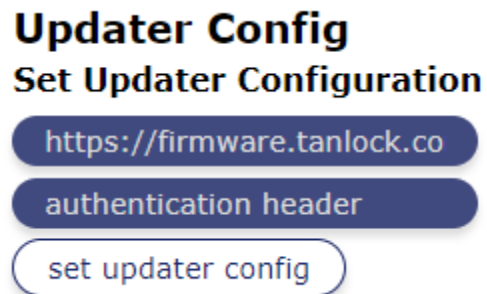 Updater Config
Set Updater Configuration
https://firmware.tanlock.co
authentication header
set updater config